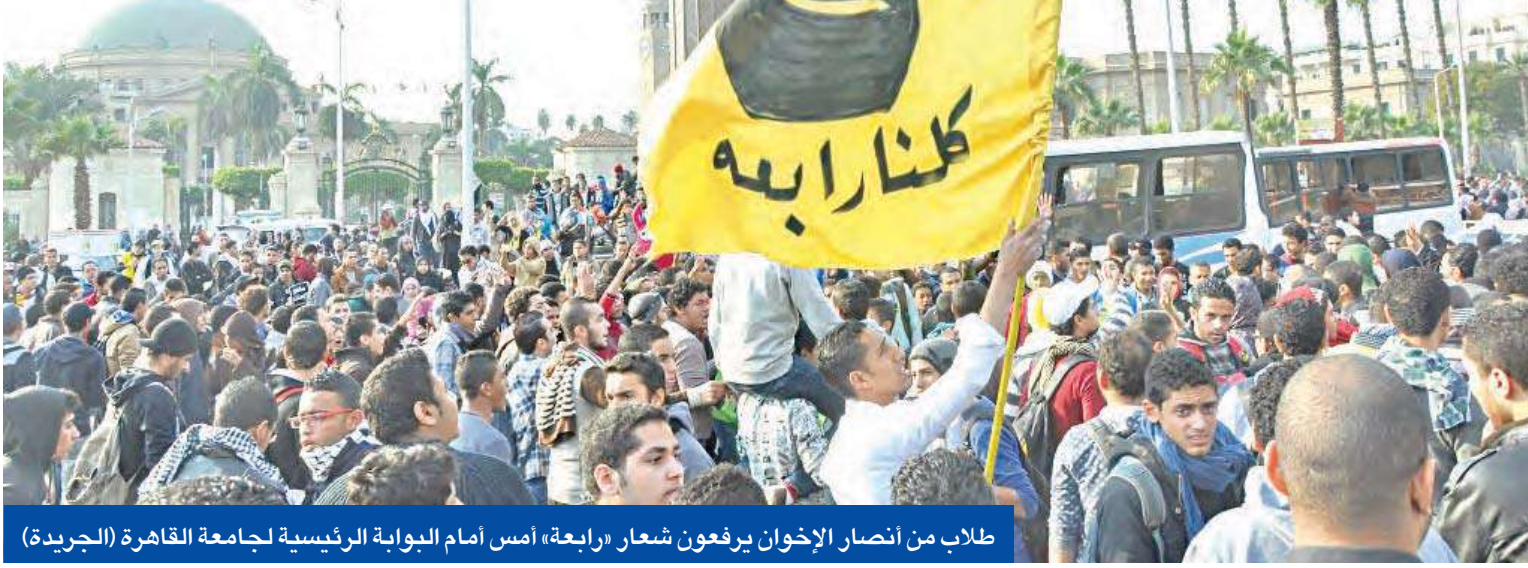 كلنا رابعه
طلاب من أنصار الإخوان يرفعون شعار «رابعة» أمس أمام البوابة الرئيسية لجامعة القاهرة (الجريدة)